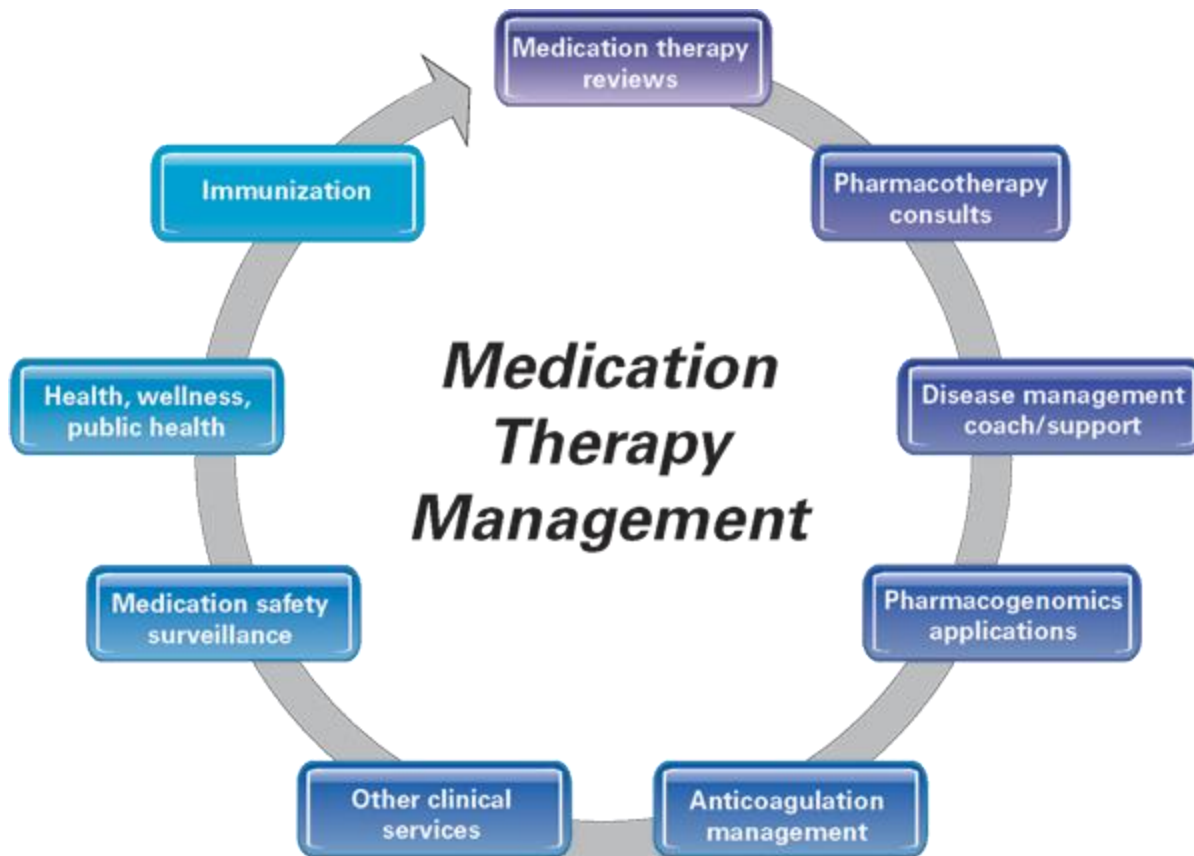 Medication therapy
reviews
Pharmacotherapy
consults
Disease management
coach/support
Pharmacogenomics
applications
Anticoagulation
management
Other clinical
services
Medication safety
surveillance
Health, wellness,
public health
Immunization
Medication
Therapy
Management